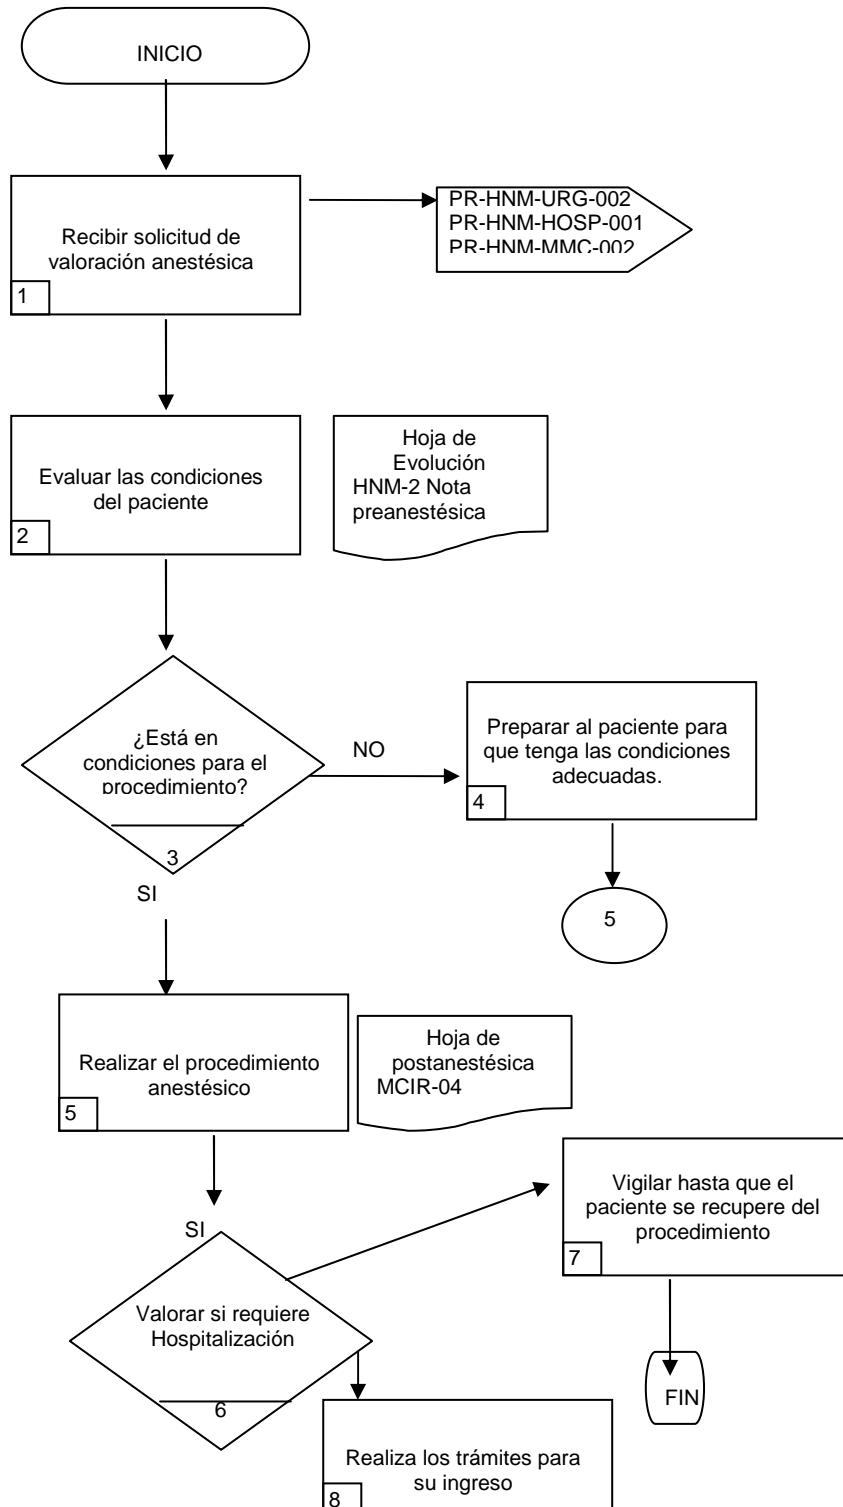 INICIO
Recibir solicitud de
valoración anestésica
1
PR-HNM-URG-002
PR-HNM-HOSP-001
PR-HNM-MMC-002
Evaluar las condiciones
del paciente
2
Hoja de
Evolución
HNM-2 Nota
preanestésica
¿Está en
condiciones para el
procedimiento?
3
NO
Preparar al paciente para
que tenga las condiciones
adecuadas.
4
5
SI
Realizar el procedimiento
anestésico
5
Hoja de
postanestésica
MCIR-04
SI
Valorar si requiere
Hospitalización
6
Vigilar hasta que el
paciente se recupere del
procedimiento
7
FIN
Realiza los trámites para
su ingreso
8